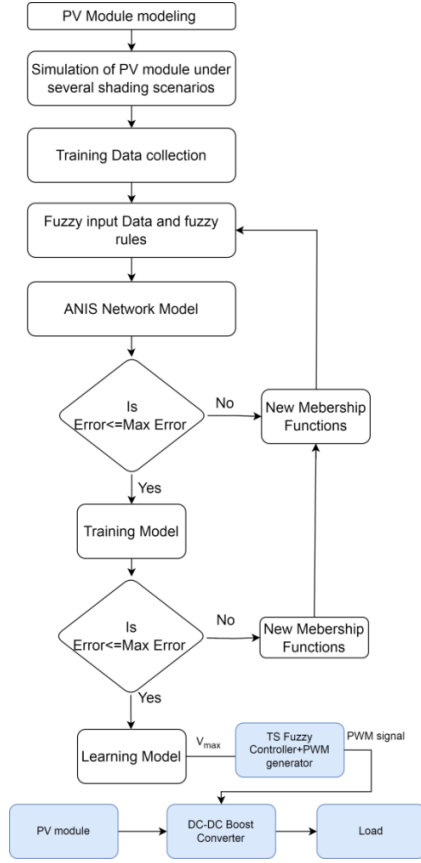 PV Module modeling
Simulation of PV module under
several shading scenarios
Training Data collection
Fuzzy input Data and fuzzy
rules
ANIS Network Model
Is
Error<=Max Error
No
New Mebership
Functions
Yes
Training Model
Is
Error<=Max Error
No
New Mebership
Functions
Yes
Learning Model
Vmax
TS Fuzzy
Controller+PWM
generator
PWM signal
PV module
DC-DC Boost
Converter
Load